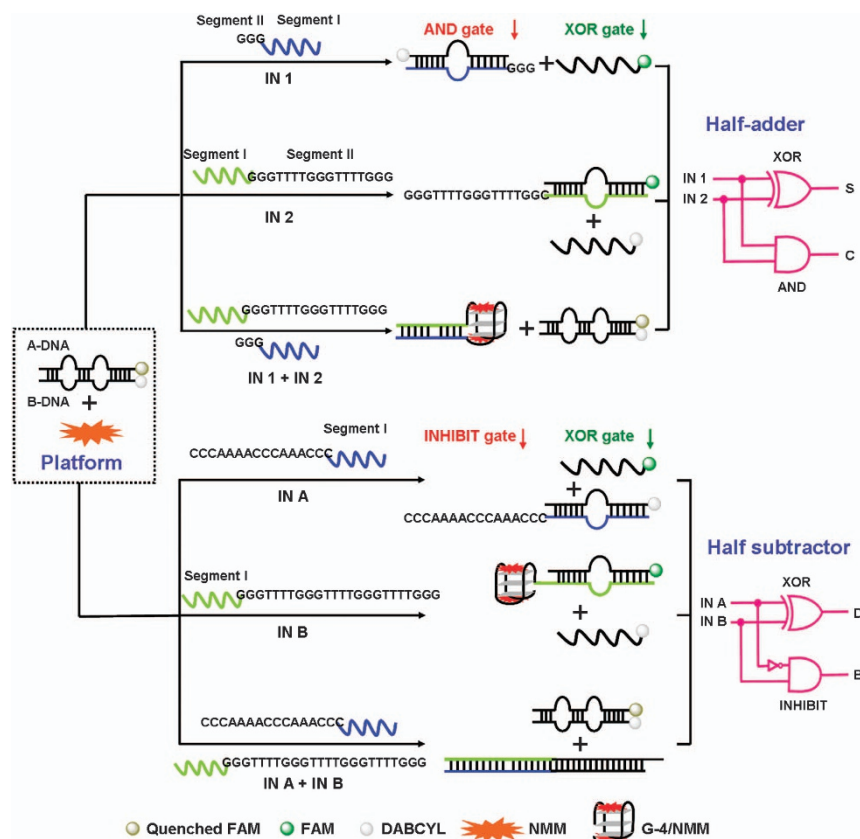 Segment II Segment I
GGG
IN 1
AND gate
XOR gate
GGG
+
Segment I Segment II
GGGTTTTGGGTTTTGGG
IN 2
GGGTTTTGGGTTTTGGC
+
GGGTTTTGGGTTTTGGG
GGG
IN 1 + IN 2
+
Half-adder
XOR
IN 1
IN 2
S
C
AND
A-DNA
B-DNA +
Platform
Segment I
CCCAAAACCCAAACCC
IN A
INHIBIT gate
XOR gate
+
CCCAAAACCCAAACCC
Segment I
GGGTTTTGGGTTTTGGGTTTTGGG
IN B
+
CCCAAAACCCAAACCC
GGGTTTTGGGTTTTGGGTTTTGGG
IN A + IN B
+
Half subtractor
XOR
IN A
IN B
D
B
INHIBIT
Quenched FAM FAM DABCYL NMM G-4/NMM